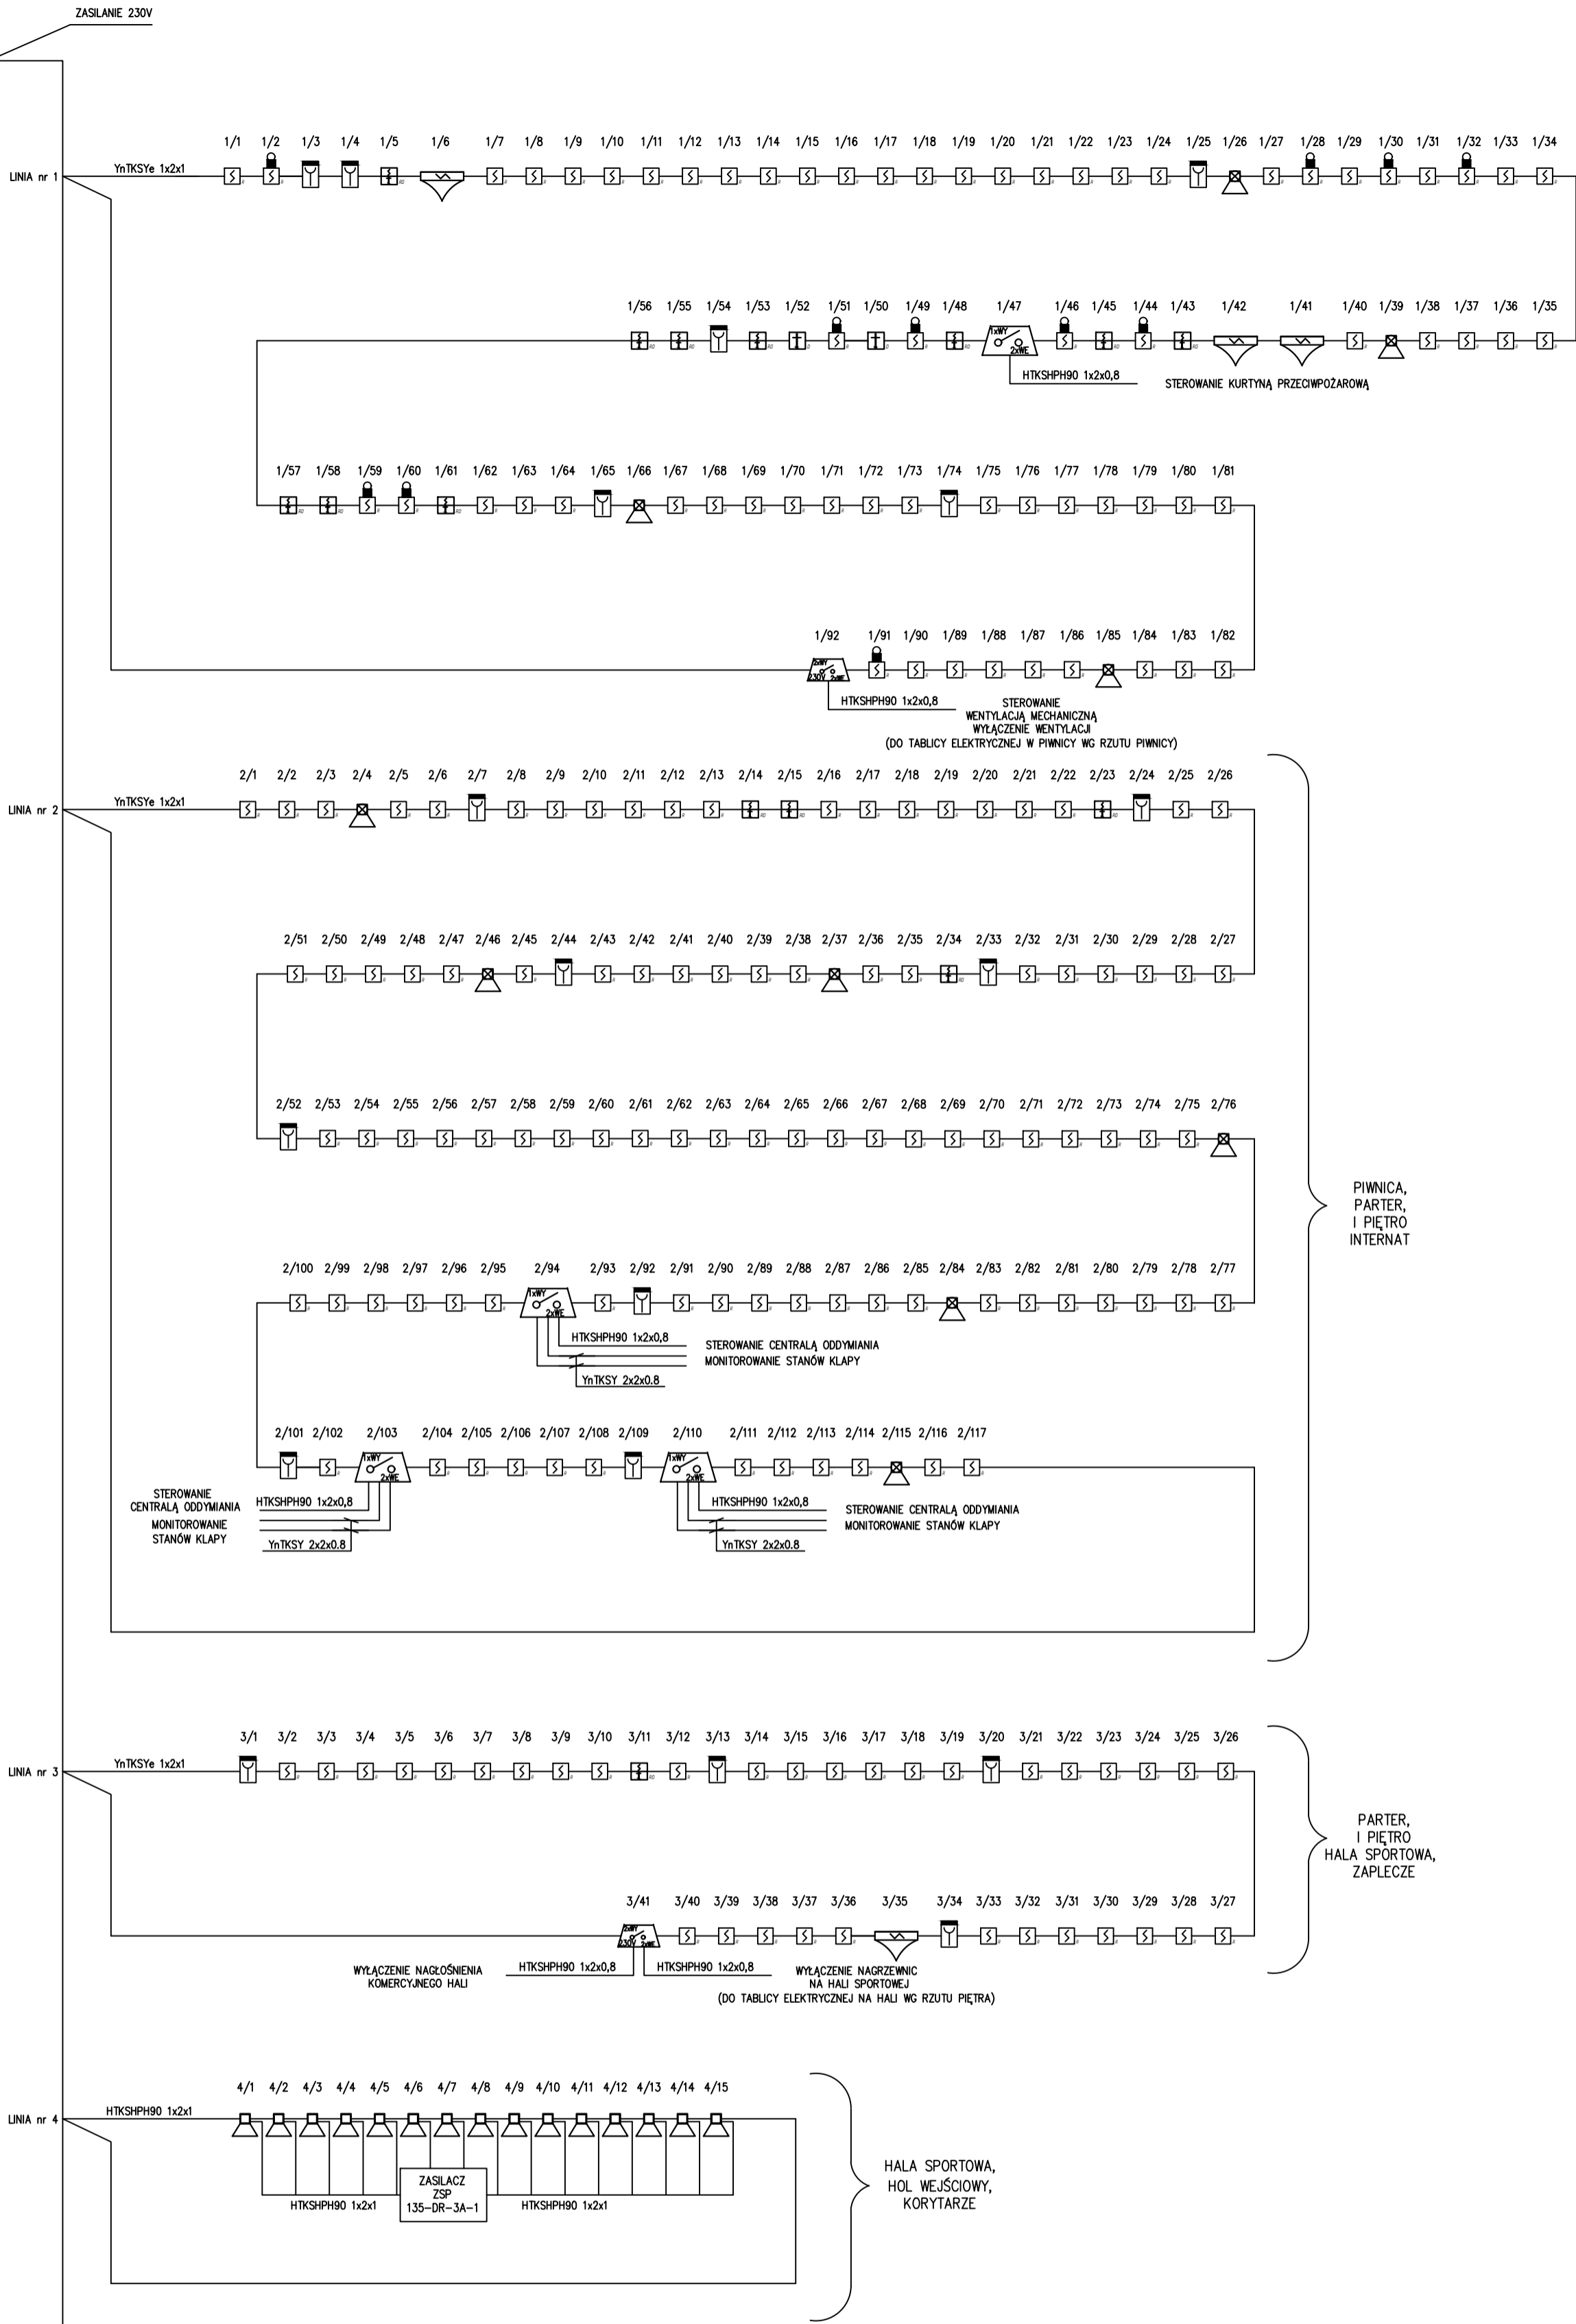 ZASILANIE 230V
1/1 1/2 1/3 1/4 1/5 1/6 1/7 1/8 1/9 1/10 1/11 1/12 1/13 1/14 1/15 1/16 1/17 1/18 1/19 1/20 1/21 1/22 1/23 1/24 1/25 1/26 1/27 1/28 1/29 1/30 1/31 1/32 1/33 1/34
LINIA nr 1
YnTKSYe 1x2x1
1/56 1/55 1/54 1/53 1/52 1/51 1/50 1/49 1/48 1/47 1/46 1/45 1/44 1/43 1/42 1/41 1/40 1/39 1/38 1/37 1/36 1/35
1xWY
2xWE
HTKSHPH90 1x2x0,8
STEROWANIE KURTYNĄ PRZECIWPOŻAROWĄ
1/57 1/58 1/59 1/60 1/61 1/62 1/63 1/64 1/65 1/66 1/67 1/68 1/69 1/70 1/71 1/72 1/73 1/74 1/75 1/76 1/77 1/78 1/79 1/80 1/81
1/92 1/91 1/90 1/89 1/88 1/87 1/86 1/85 1/84 1/83 1/82
2xWY
230V 2xWE
HTKSHPH90 1x2x0,8
STEROWANIE
WENTYLACJĄ MECHANICZNĄ
WYŁĄCZENIE WENTYLACJI
(DO TABLICY ELEKTRYCZNEJ W PIWNICY WG RZUTU PIWNICY)
2/1 2/2 2/3 2/4 2/5 2/6 2/7 2/8 2/9 2/10 2/11 2/12 2/13 2/14 2/15 2/16 2/17 2/18 2/19 2/20 2/21 2/22 2/23 2/24 2/25 2/26
LINIA nr 2
YnTKSYe 1x2x1
2/51 2/50 2/49 2/48 2/47 2/46 2/45 2/44 2/43 2/42 2/41 2/40 2/39 2/38 2/37 2/36 2/35 2/34 2/33 2/32 2/31 2/30 2/29 2/28 2/27
2/52 2/53 2/54 2/55 2/56 2/57 2/58 2/59 2/60 2/61 2/62 2/63 2/64 2/65 2/66 2/67 2/68 2/69 2/70 2/71 2/72 2/73 2/74 2/75 2/76
PIWNICA,
PARTER,
I PIĘTRO
INTERNAT
2/100 2/99 2/98 2/97 2/96 2/95 2/94 2/93 2/92 2/91 2/90 2/89 2/88 2/87 2/86 2/85 2/84 2/83 2/82 2/81 2/80 2/79 2/78 2/77
1xWY
2xWE
HTKSHPH90 1x2x0,8
STEROWANIE CENTRALĄ ODDYMIANIA
MONITOROWANIE STANÓW KLAPY
YnTKSY 2x2x0.8
2/101 2/102 2/103 2/104 2/105 2/106 2/107 2/108 2/109 2/110 2/111 2/112 2/113 2/114 2/115 2/116 2/117
1xWY
2xWE
1xWY
2xWE
STEROWANIE
CENTRALĄ ODDYMIANIA
MONITOROWANIE
STANÓW KLAPY
HTKSHPH90 1x2x0,8
YnTKSY 2x2x0.8
HTKSHPH90 1x2x0,8
STEROWANIE CENTRALĄ ODDYMIANIA
MONITOROWANIE STANÓW KLAPY
YnTKSY 2x2x0.8
3/1 3/2 3/3 3/4 3/5 3/6 3/7 3/8 3/9 3/10 3/11 3/12 3/13 3/14 3/15 3/16 3/17 3/18 3/19 3/20 3/21 3/22 3/23 3/24 3/25 3/26
LINIA nr 3
YnTKSYe 1x2x1
PARTER,
I PIĘTRO
HALA SPORTOWA,
ZAPLECZE
3/41 3/40 3/39 3/38 3/37 3/36 3/35 3/34 3/33 3/32 3/31 3/30 3/29 3/28 3/27
2xWY
230V 2xWE
WYŁĄCZENIE NAGŁOŚNIENIA
KOMERCYJNEGO HALI
HTKSHPH90 1x2x0,8
HTKSHPH90 1x2x0,8
WYŁĄCZENIE NAGRZEWNIC
NA HALI SPORTOWEJ
(DO TABLICY ELEKTRYCZNEJ NA HALI WG RZUTU PIĘTRA)
4/1 4/2 4/3 4/4 4/5 4/6 4/7 4/8 4/9 4/10 4/11 4/12 4/13 4/14 4/15
LINIA nr 4
HTKSHPH90 1x2x1
ZASILACZ
ZSP
135-DR-3A-1
HTKSHPH90 1x2x1
HTKSHPH90 1x2x1
HALA SPORTOWA,
HOL WEJŚCIOWY,
KORYTARZE